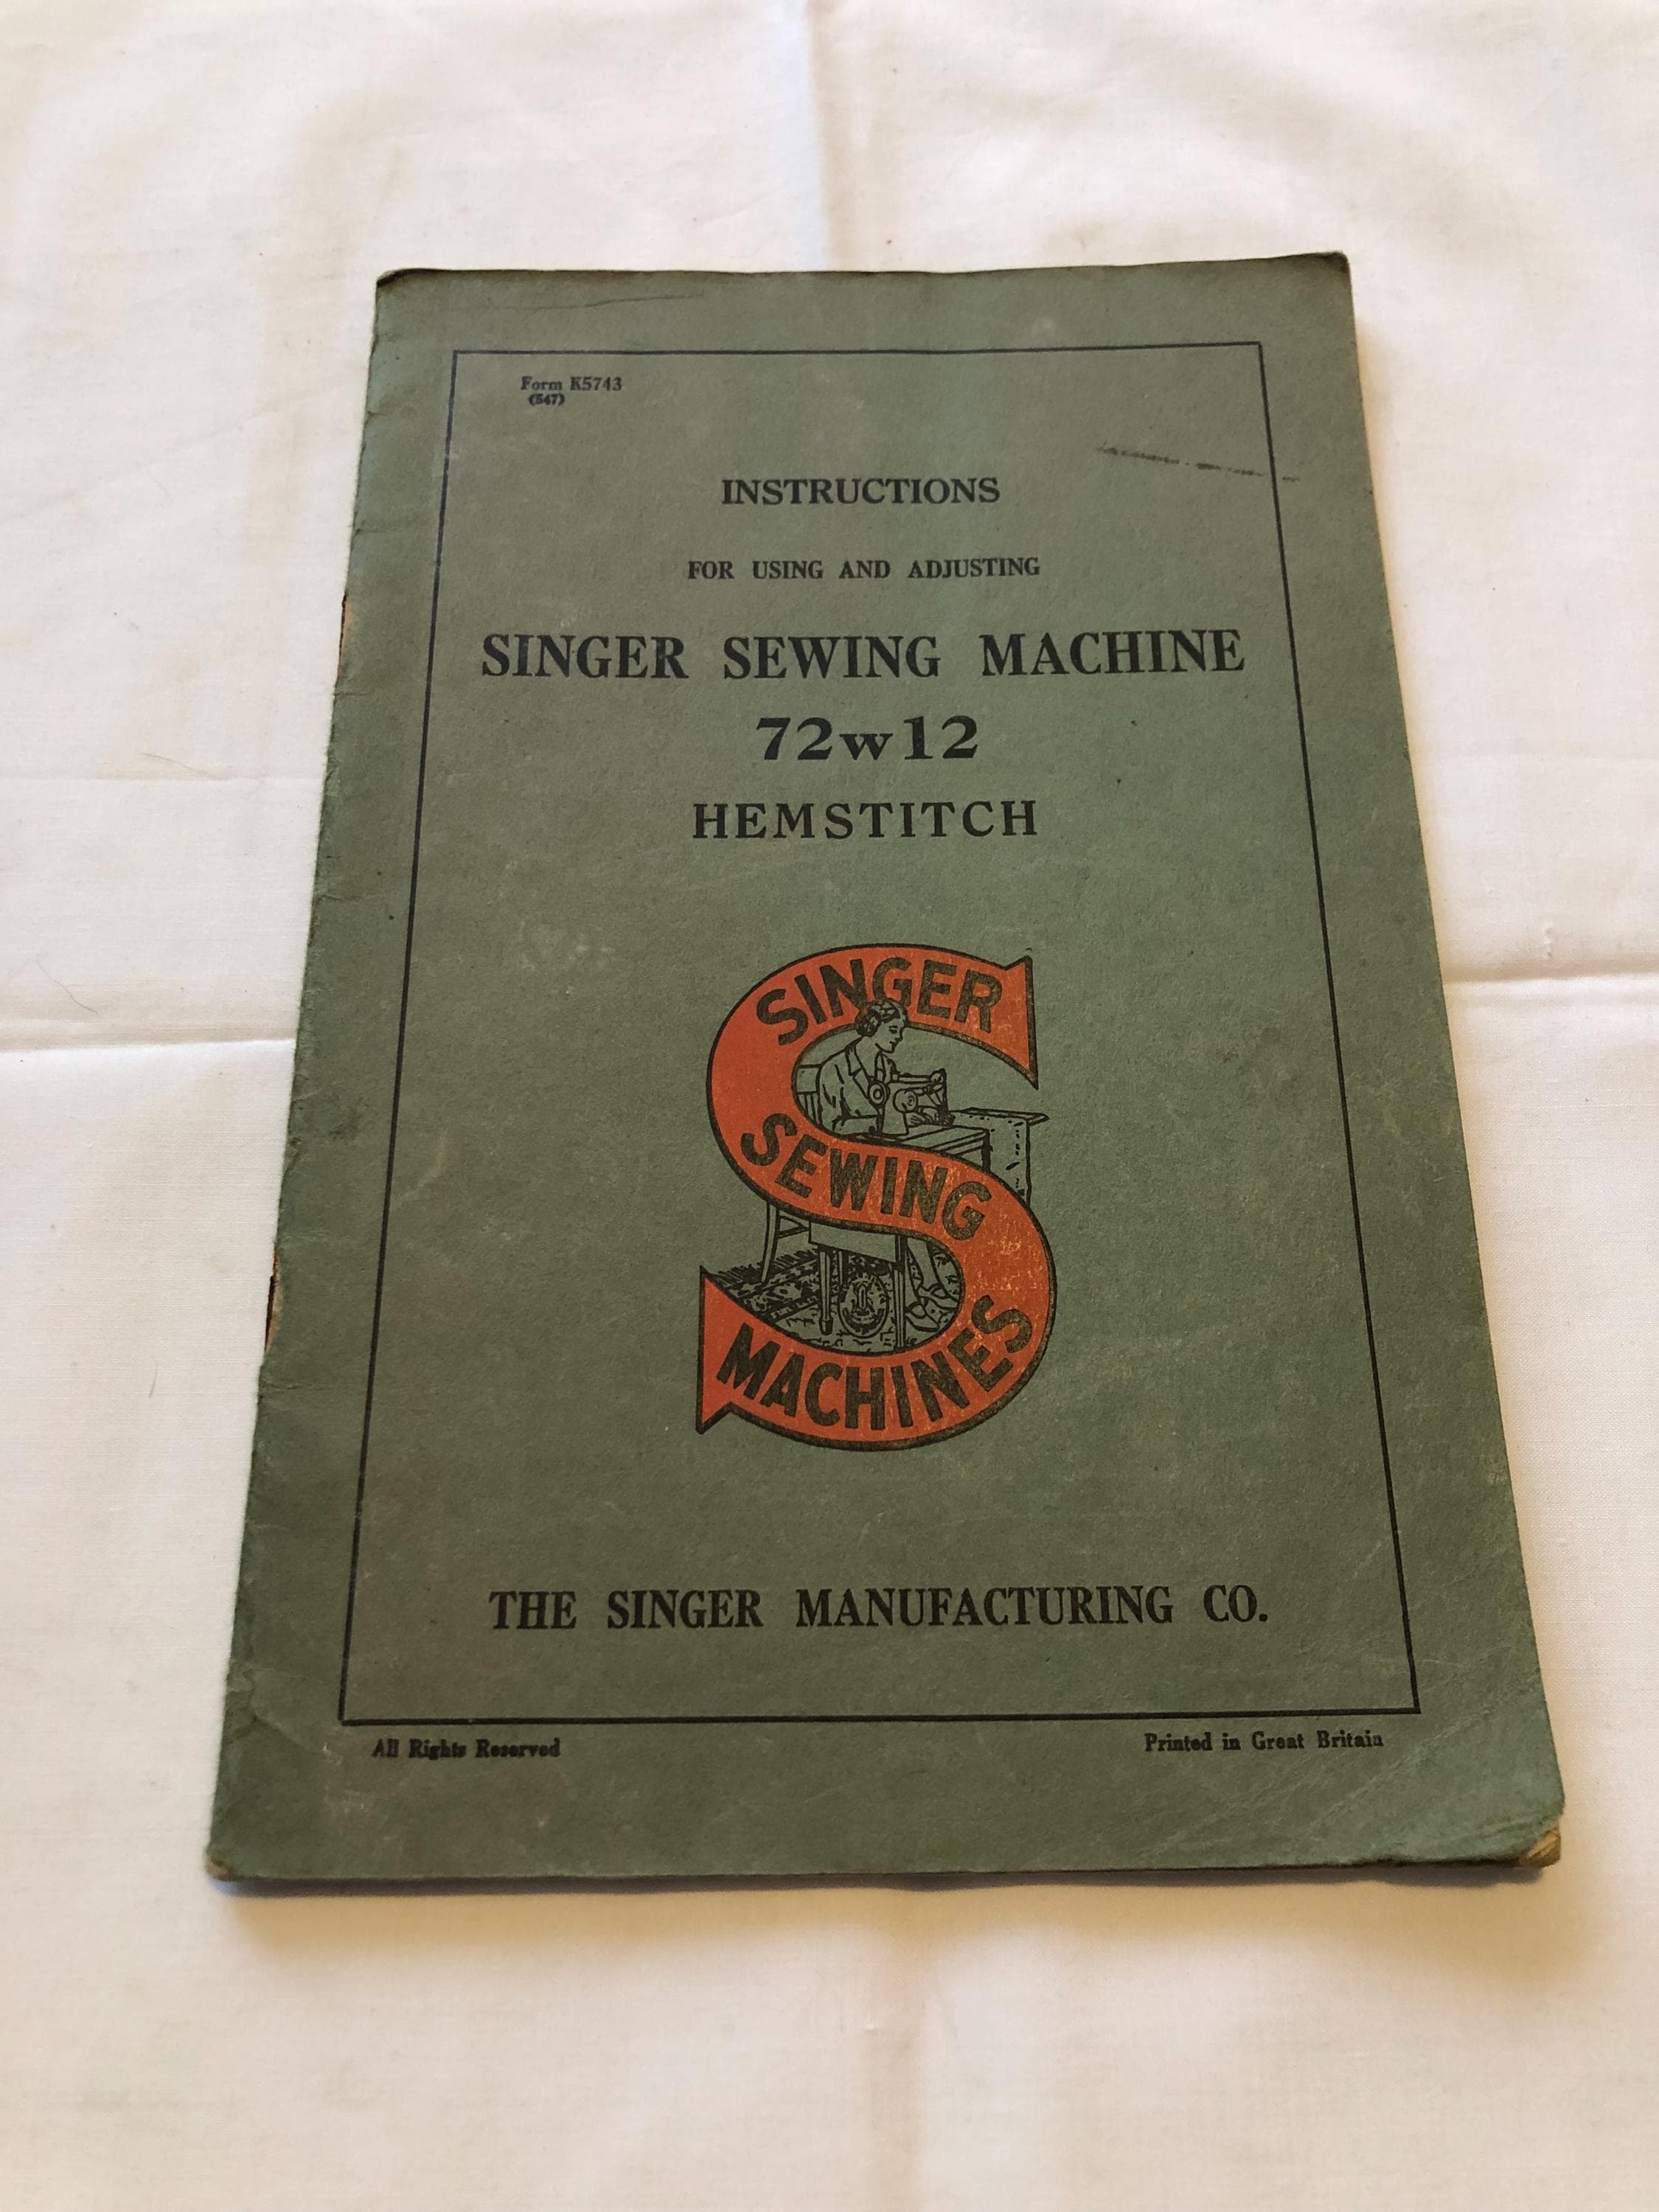 Form K5743
(547)
INSTRUCTIONS
FOR USING AND ADJUSTING
SINGER SEWING MACHINE
72w12
HEMSTITCH
SINGER
SEWING
MACHINES
THE SINGER MANUFACTURING CO.
All Rights Reserved
Printed in Great Britain